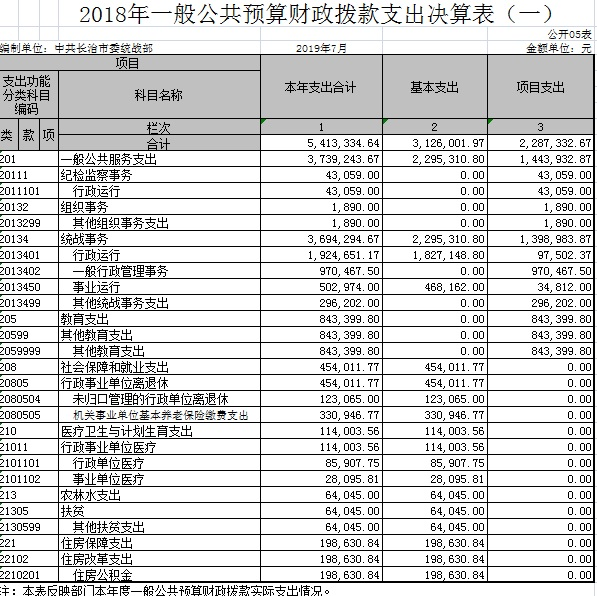 2018年一般公共预算财政拨款支出决算表（一）
公开05表
编制单位：中共长治市委统战部 2019年7月 金额单位：元
项目 本年支出合计 基本支出 项目支出
支出功能分类科目编码 科目名称
类 款 项 栏次 1 2 3
合计 5,413,334.64 3,126,001.97 2,287,332.67
201 一般公共服务支出 3,739,243.67 2,295,310.80 1,443,932.87
20111 纪检监察事务 43,059.00 0.00 43,059.00
2011101 行政运行 43,059.00 0.00 43,059.00
20132 组织事务 1,890.00 0.00 1,890.00
2013299 其他组织事务支出 1,890.00 0.00 1,890.00
20134 统战事务 3,694,294.67 2,295,310.80 1,398,983.87
2013401 行政运行 1,924,651.17 1,827,148.80 97,502.37
2013402 一般行政管理事务 970,467.50 0.00 970,467.50
2013450 事业运行 502,974.00 468,162.00 34,812.00
2013499 其他统战事务支出 296,202.00 0.00 296,202.00
205 教育支出 843,399.80 0.00 843,399.80
20599 其他教育支出 843,399.80 0.00 843,399.80
2059999 其他教育支出 843,399.80 0.00 843,399.80
208 社会保障和就业支出 454,011.77 454,011.77 0.00
20805 行政事业单位离退休 454,011.77 454,011.77 0.00
2080504 未归口管理的行政单位离退休 123,065.00 123,065.00 0.00
2080505 机关事业单位基本养老保险缴费支出 330,946.77 330,946.77 0.00
210 医疗卫生与计划生育支出 114,003.56 114,003.56 0.00
21011 行政事业单位医疗 114,003.56 114,003.56 0.00
2101101 行政单位医疗 85,907.75 85,907.75 0.00
2101102 事业单位医疗 28,095.81 28,095.81 0.00
213 农林水支出 64,045.00 64,045.00 0.00
21305 扶贫 64,045.00 64,045.00 0.00
2130599 其他扶贫支出 64,045.00 64,045.00 0.00
221 住房保障支出 198,630.84 198,630.84 0.00
22102 住房改革支出 198,630.84 198,630.84 0.00
2210201 住房公积金 198,630.84 198,630.84 0.00
注：本表反映部门本年度一般公共预算财政拨款实际支出情况。